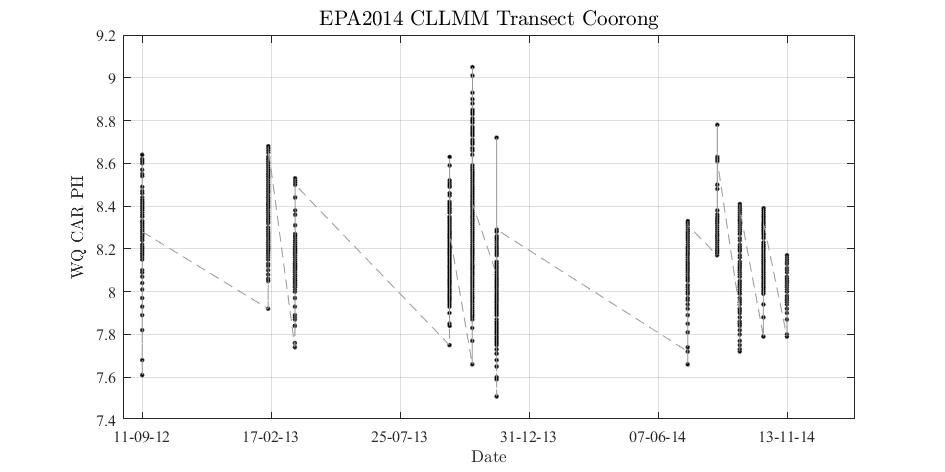 EPA2014 CLLMM Transect Coorong
WQ CAR PH
9.2
9
8.8
8.6
8.4
8.2
8
7.8
7.6
7.4
11-09-12 17-02-13 25-07-13 31-12-13 07-06-14 13-11-14
Date